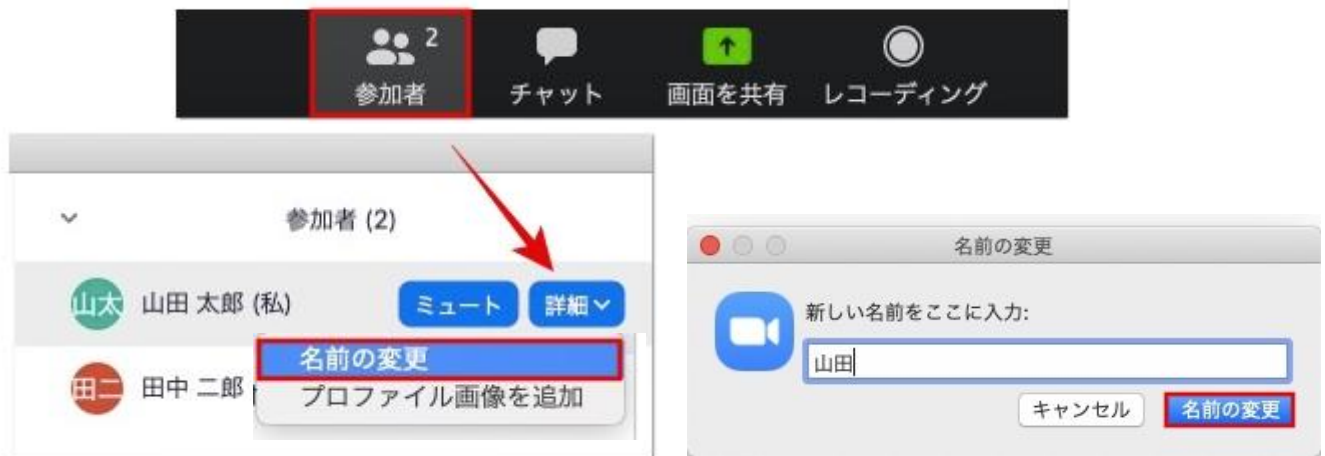 2
参加者 チャット 画面を共有 レコーディング
参加者 (2)
山太 山田 太郎 (私) ミュート 詳細
名前の変更
田二 田中 二郎
プロファイル画像を追加
名前の変更
新しい名前をここに入力:
山田
キャンセル 名前の変更